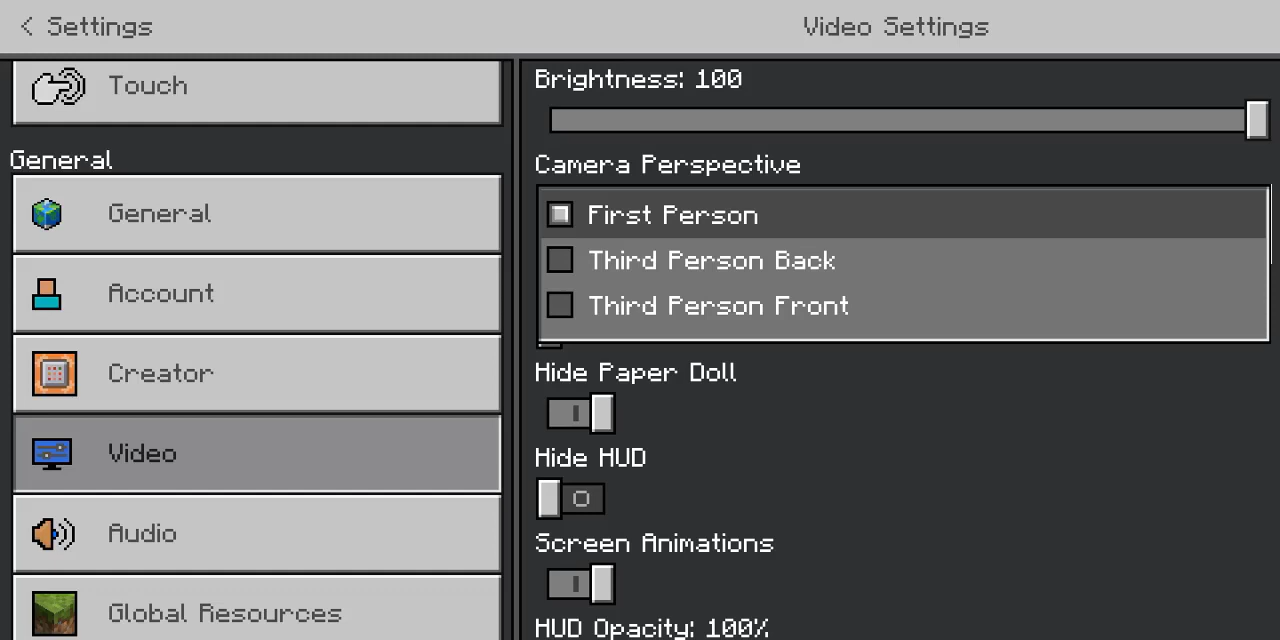 Settings
Video Settings
Touch
General
General
Account
Creator
Video
Audio
Global Resources
Brightness: 100
Camera Perspective
First Person
Third Person Back
Third Person Front
Hide Paper Doll
Hide HUD
Screen Animations
HUD Opacity: 100%